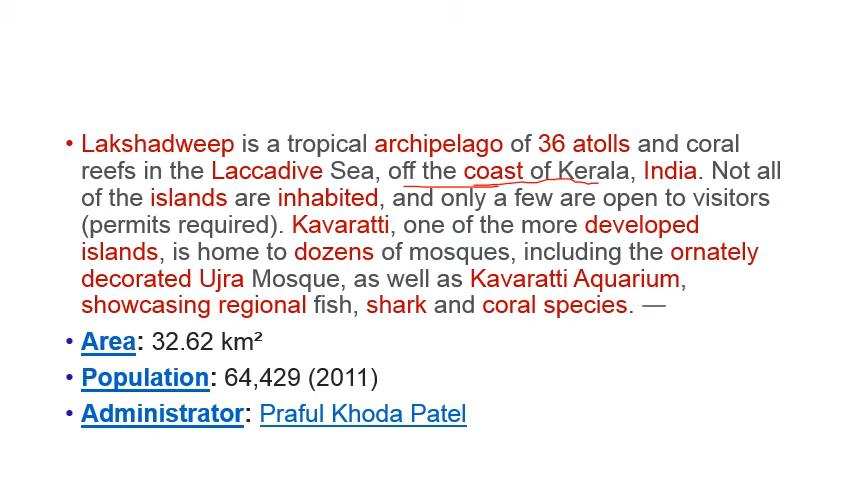 • Lakshadweep is a tropical archipelago of 36 atolls and coral
reefs in the Laccadive Sea, off the coast of Kerala, India. Not all
of the islands are inhabited, and only a few are open to visitors
(permits required). Kavaratti, one of the more developed
islands, is home to dozens of mosques, including the ornately
decorated Ujra Mosque, as well as Kavaratti Aquarium,
showcasing regional fish, shark and coral species. —
• Area: 32.62 km²
• Population: 64,429 (2011)
• Administrator: Praful Khoda Patel